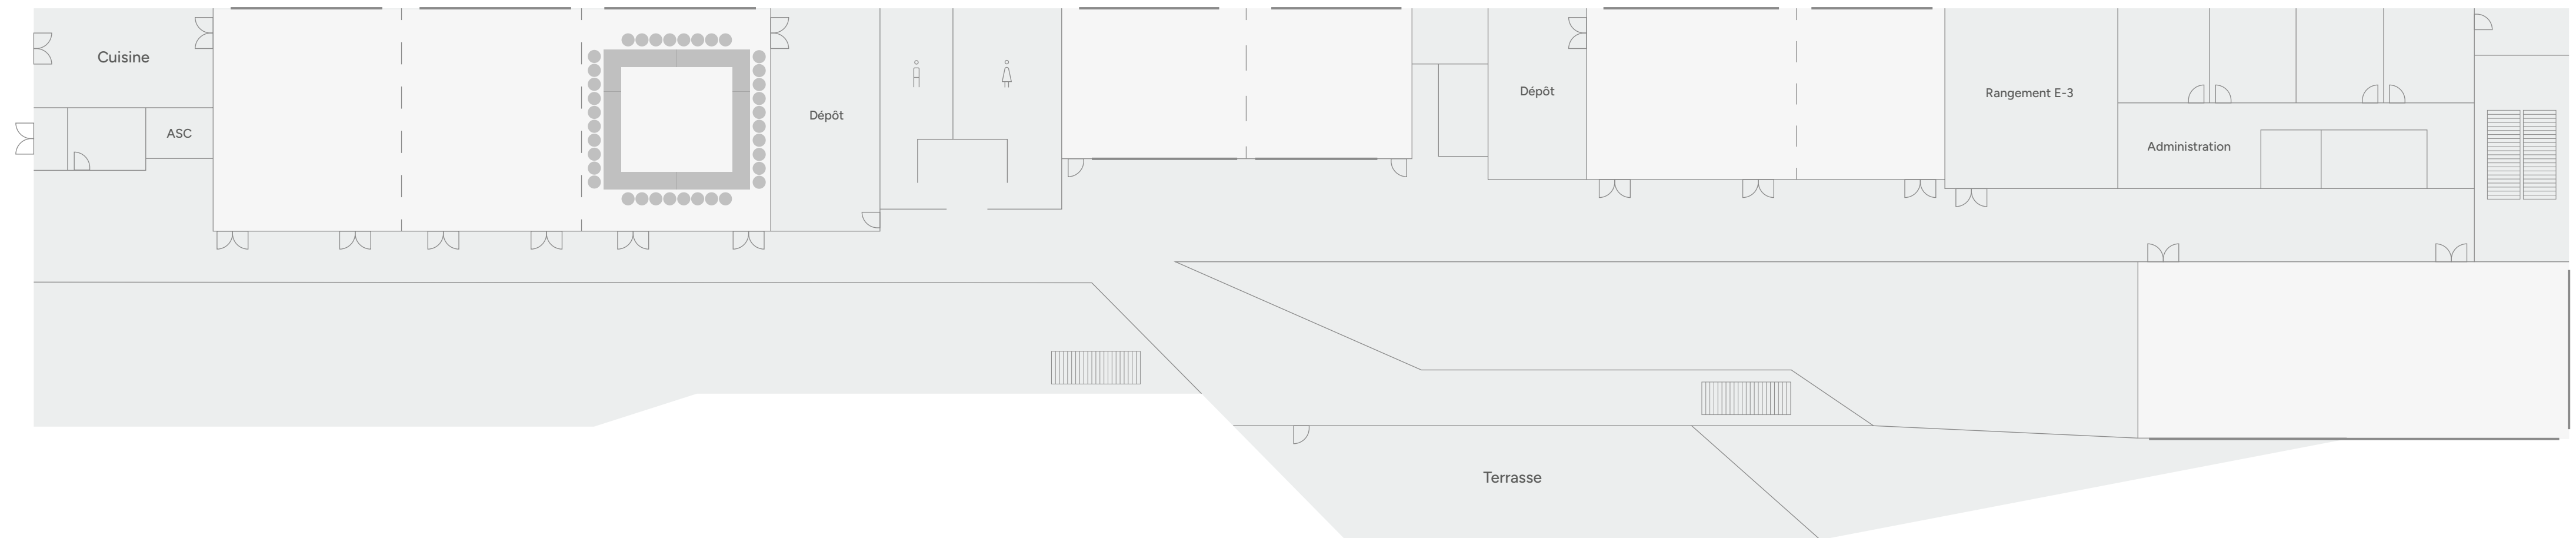 Cuisine
ASC
Dépôt
Dépôt
Rangement E-3
Administration
Terrasse